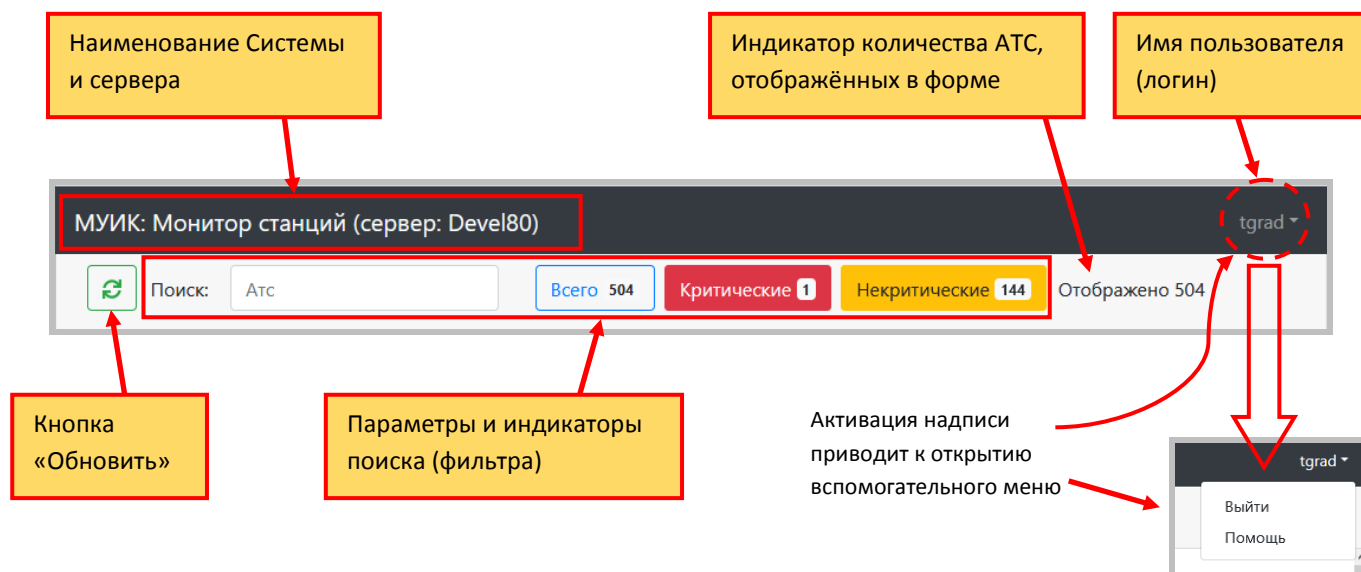 Наименование Системы
и сервера
Индикатор количества АТС,
отображённых в форме
Имя пользователя
(логин)
МУИК: Монитор станций (сервер: Devel80)
tgrad
Поиск: Атс Всего 504 Критические 1 Некритические 144 Отображено 504
Кнопка
«Обновить»
Параметры и индикаторы
поиска (фильтра)
Активация надписи
приводит к открытию
вспомогательного меню
tgrad
Выйти
Помощь